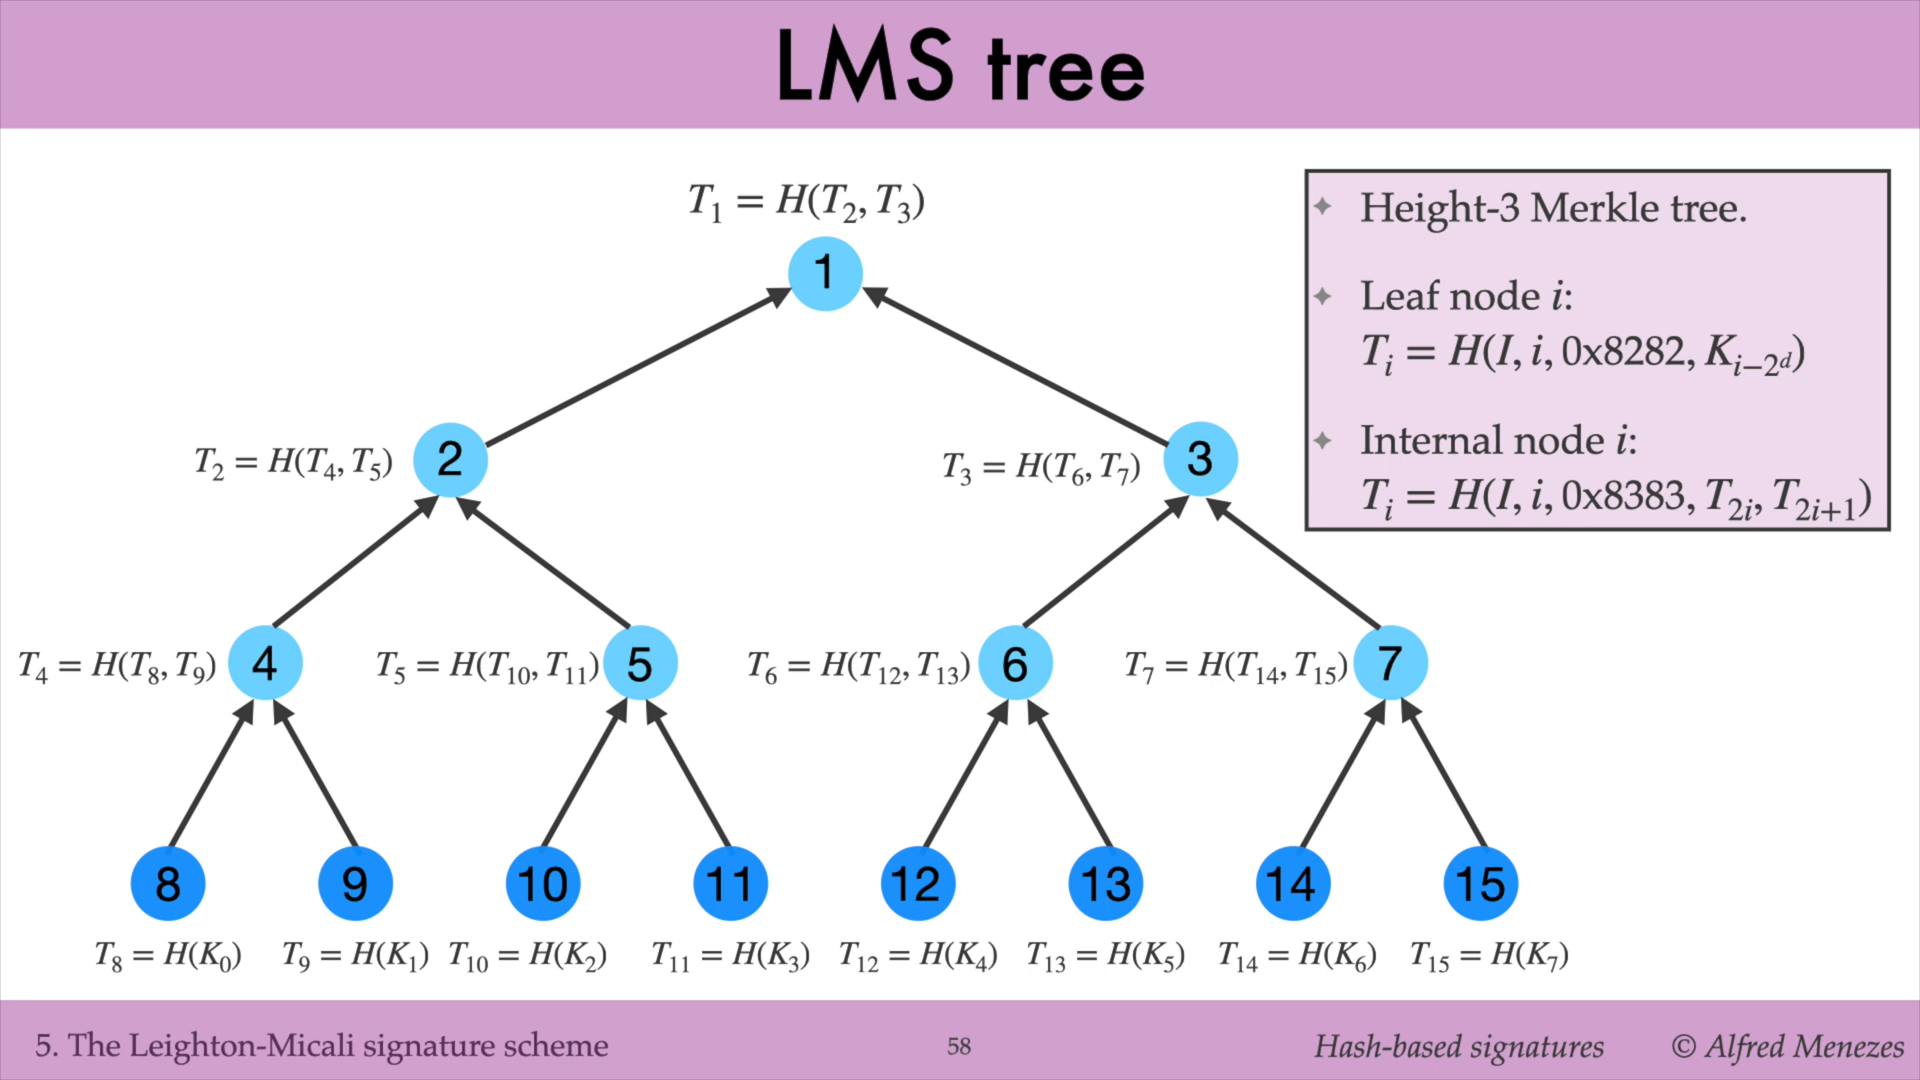 LMS tree
T₁ = H(T₂, T₃)
1
✦ Height-3 Merkle tree.
✦ Leaf node i:
Tᵢ = H(I, i, 0x8282, K_{i−2^d})
✦ Internal node i:
Tᵢ = H(I, i, 0x8383, T_{2i}, T_{2i+1})
T₂ = H(T₄, T₅) 2
T₃ = H(T₆, T₇) 3
T₄ = H(T₈, T₉) 4
T₅ = H(T₁₀, T₁₁) 5
T₆ = H(T₁₂, T₁₃) 6
T₇ = H(T₁₄, T₁₅) 7
8 9 10 11 12 13 14 15
T₈ = H(K₀) T₉ = H(K₁) T₁₀ = H(K₂) T₁₁ = H(K₃) T₁₂ = H(K₄) T₁₃ = H(K₅) T₁₄ = H(K₆) T₁₅ = H(K₇)
5. The Leighton-Micali signature scheme 58 Hash-based signatures © Alfred Menezes